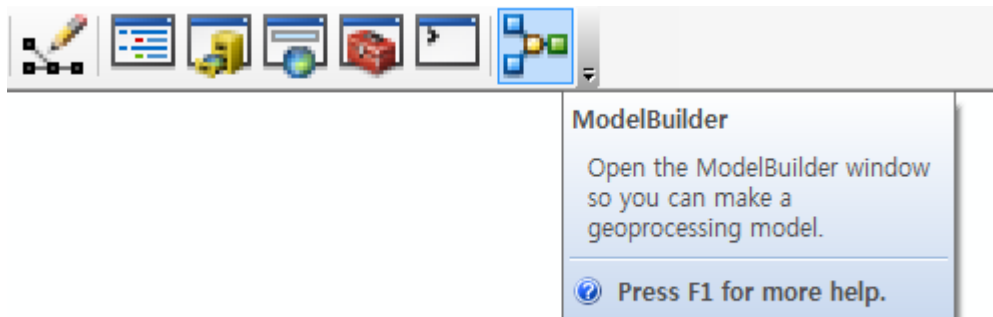 ModelBuilder
Open the ModelBuilder window
so you can make a
geoprocessing model.
Press F1 for more help.